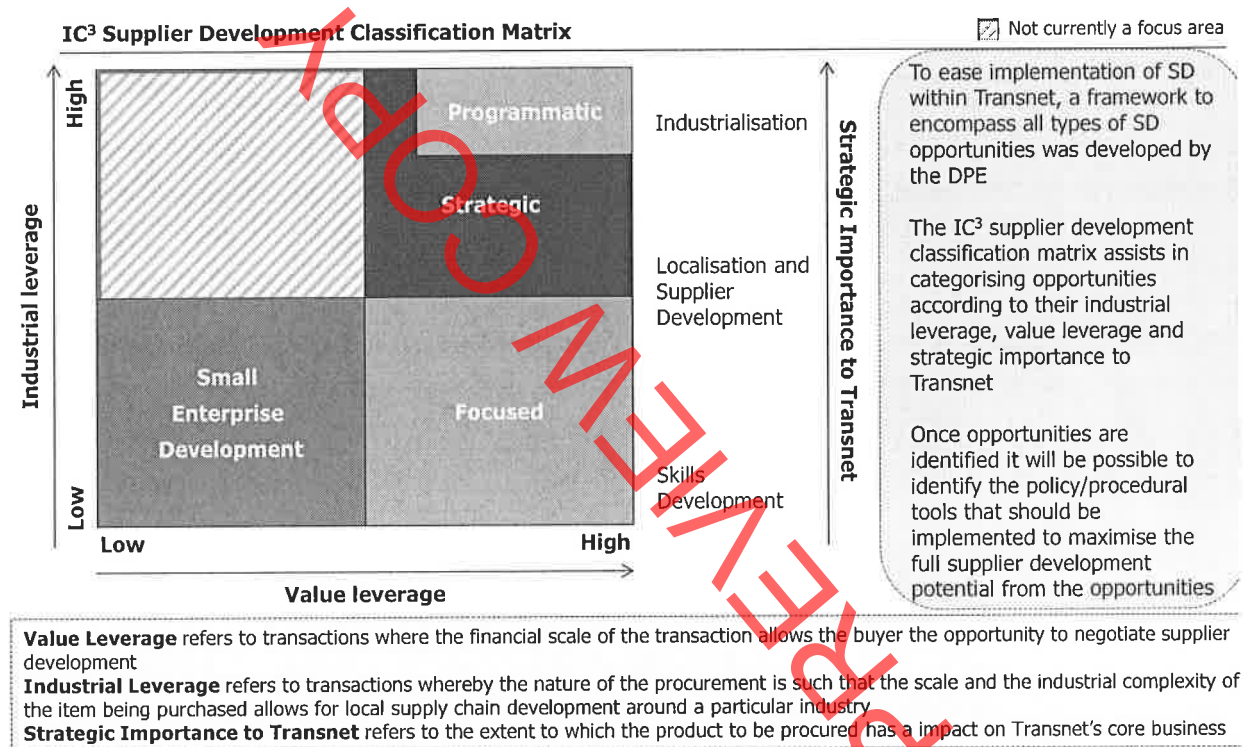 IC³ Supplier Development Classification Matrix
Not currently a focus area
High
Industrial leverage
Low
Programmatic
Strategic
Small
Enterprise
Development
Focused
Low
High
Value leverage
Industrialisation
Localisation and
Supplier
Development
Skills
Development
Strategic Importance to Transnet
To ease implementation of SD
within Transnet, a framework to
encompass all types of SD
opportunities was developed by
the DPE
The IC³ supplier development
classification matrix assists in
categorising opportunities
according to their industrial
leverage, value leverage and
strategic importance to
Transnet
Once opportunities are
identified it will be possible to
identify the policy/procedural
tools that should be
implemented to maximise the
full supplier development
potential from the opportunities
Value Leverage refers to transactions where the financial scale of the transaction allows the buyer the opportunity to negotiate supplier
development
Industrial Leverage refers to transactions whereby the nature of the procurement is such that the scale and the industrial complexity of
the item being purchased allows for local supply chain development around a particular industry
Strategic Importance to Transnet refers to the extent to which the product to be procured has a impact on Transnet's core business
PREVIEW COPY